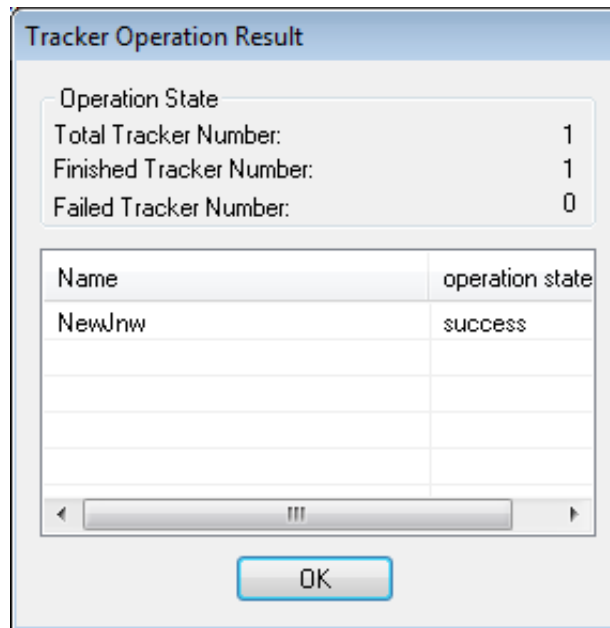 Tracker Operation Result
Operation State
Total Tracker Number: 1
Finished Tracker Number: 1
Failed Tracker Number: 0
Name operation state
NewJnw success
OK